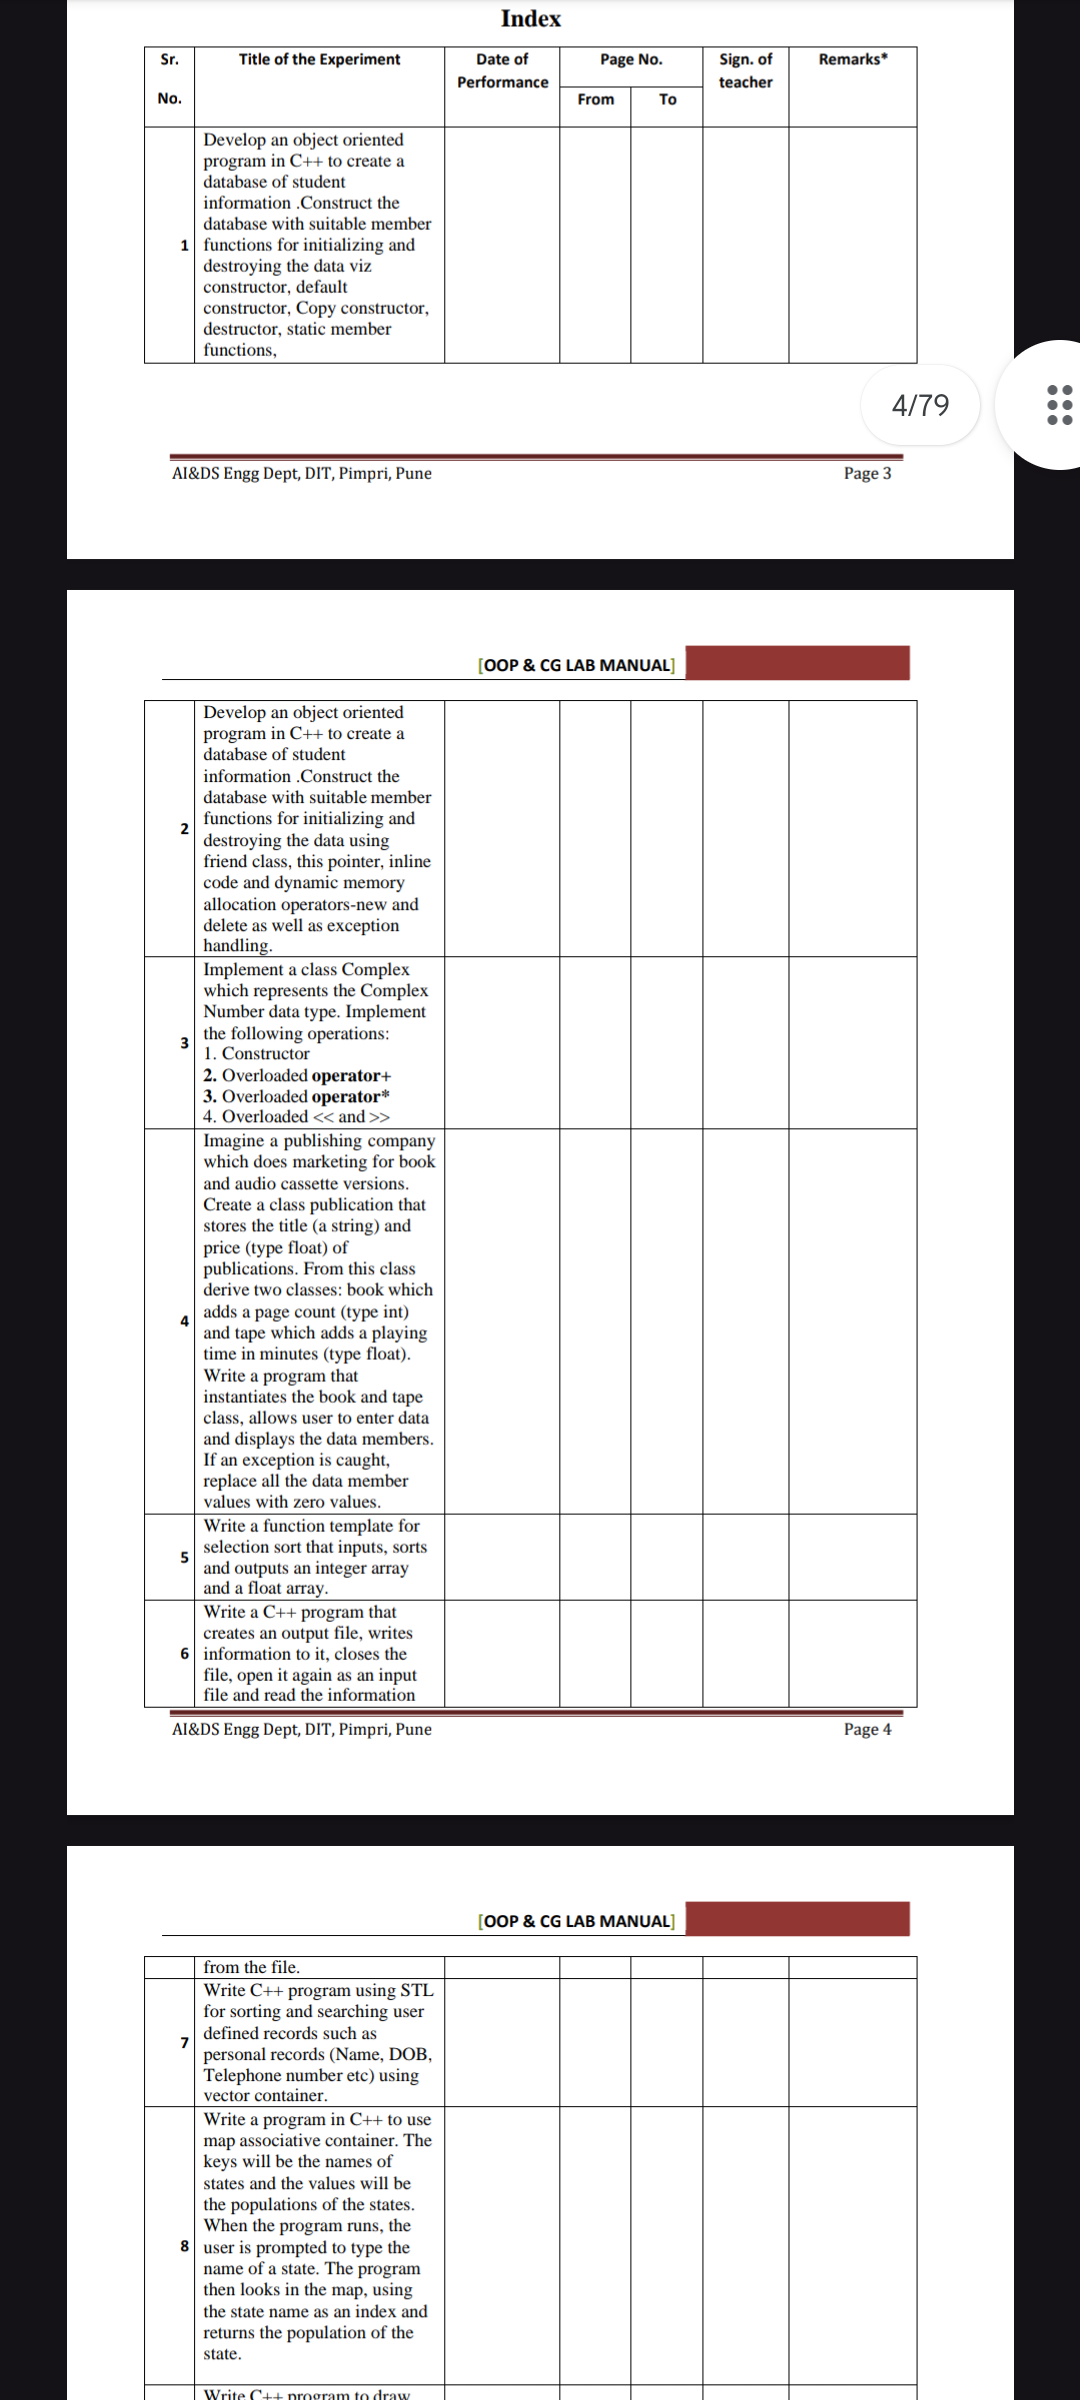 Index
Sr. No.
Title of the Experiment
Date of Performance
Page No.
From
To
Sign. of teacher
Remarks*
1
Develop an object oriented
program in C++ to create a
database of student
information .Construct the
database with suitable member
functions for initializing and
destroying the data viz
constructor, default
constructor, Copy constructor,
destructor, static member
functions,
4/79
AI&DS Engg Dept, DIT, Pimpri, Pune
Page 3
[OOP & CG LAB MANUAL]
2
Develop an object oriented
program in C++ to create a
database of student
information .Construct the
database with suitable member
functions for initializing and
destroying the data using
friend class, this pointer, inline
code and dynamic memory
allocation operators-new and
delete as well as exception
handling.
3
Implement a class Complex
which represents the Complex
Number data type. Implement
the following operations:
1. Constructor
2. Overloaded operator+
3. Overloaded operator*
4. Overloaded << and >>
4
Imagine a publishing company
which does marketing for book
and audio cassette versions.
Create a class publication that
stores the title (a string) and
price (type float) of
publications. From this class
derive two classes: book which
adds a page count (type int)
and tape which adds a playing
time in minutes (type float).
Write a program that
instantiates the book and tape
class, allows user to enter data
and displays the data members.
If an exception is caught,
replace all the data member
values with zero values.
5
Write a function template for
selection sort that inputs, sorts
and outputs an integer array
and a float array.
6
Write a C++ program that
creates an output file, writes
information to it, closes the
file, open it again as an input
file and read the information
AI&DS Engg Dept, DIT, Pimpri, Pune
Page 4
[OOP & CG LAB MANUAL]
from the file.
7
Write C++ program using STL
for sorting and searching user
defined records such as
personal records (Name, DOB,
Telephone number etc) using
vector container.
8
Write a program in C++ to use
map associative container. The
keys will be the names of
states and the values will be
the populations of the states.
When the program runs, the
user is prompted to type the
name of a state. The program
then looks in the map, using
the state name as an index and
returns the population of the
state.
Write C++ program to draw